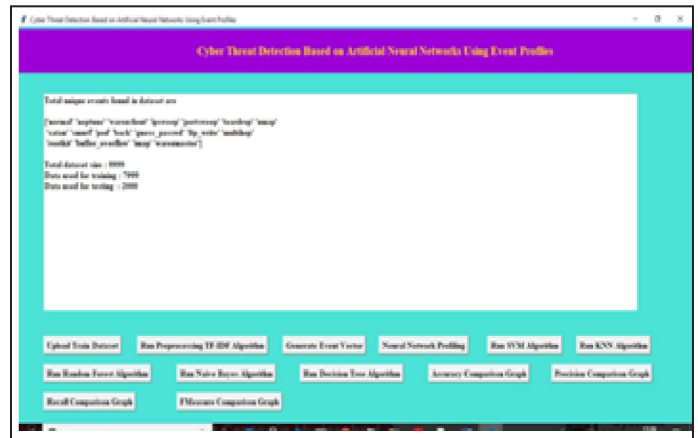 Cyber Threat Detection Based on Artificial Neural Networks Using Event Profiles
Cyber Threat Detection Based on Artificial Neural Networks Using Event Profiles
Total unique events found in dataset are
['normal' 'neptune' 'warezclient' 'ipsweep' 'portsweep' 'teardrop' 'nmap'
'satan' 'smurf' 'pod' 'back' 'guess_passwd' 'ftp_write' 'multihop'
'rootkit' 'buffer_overflow' 'imap' 'warezmaster']
Total dataset size : 9999
Data used for training : 7999
Data used for testing : 2000
Upload Train Dataset Run Preprocessing TF-IDF Algorithm Generate Event Vector Neural Network Profiling Run SVM Algorithm Run KNN Algorithm
Run Random Forest Algorithm Run Naive Bayes Algorithm Run Decision Tree Algorithm Accuracy Comparison Graph Precision Comparison Graph
Recall Comparison Graph FMeasure Comparison Graph